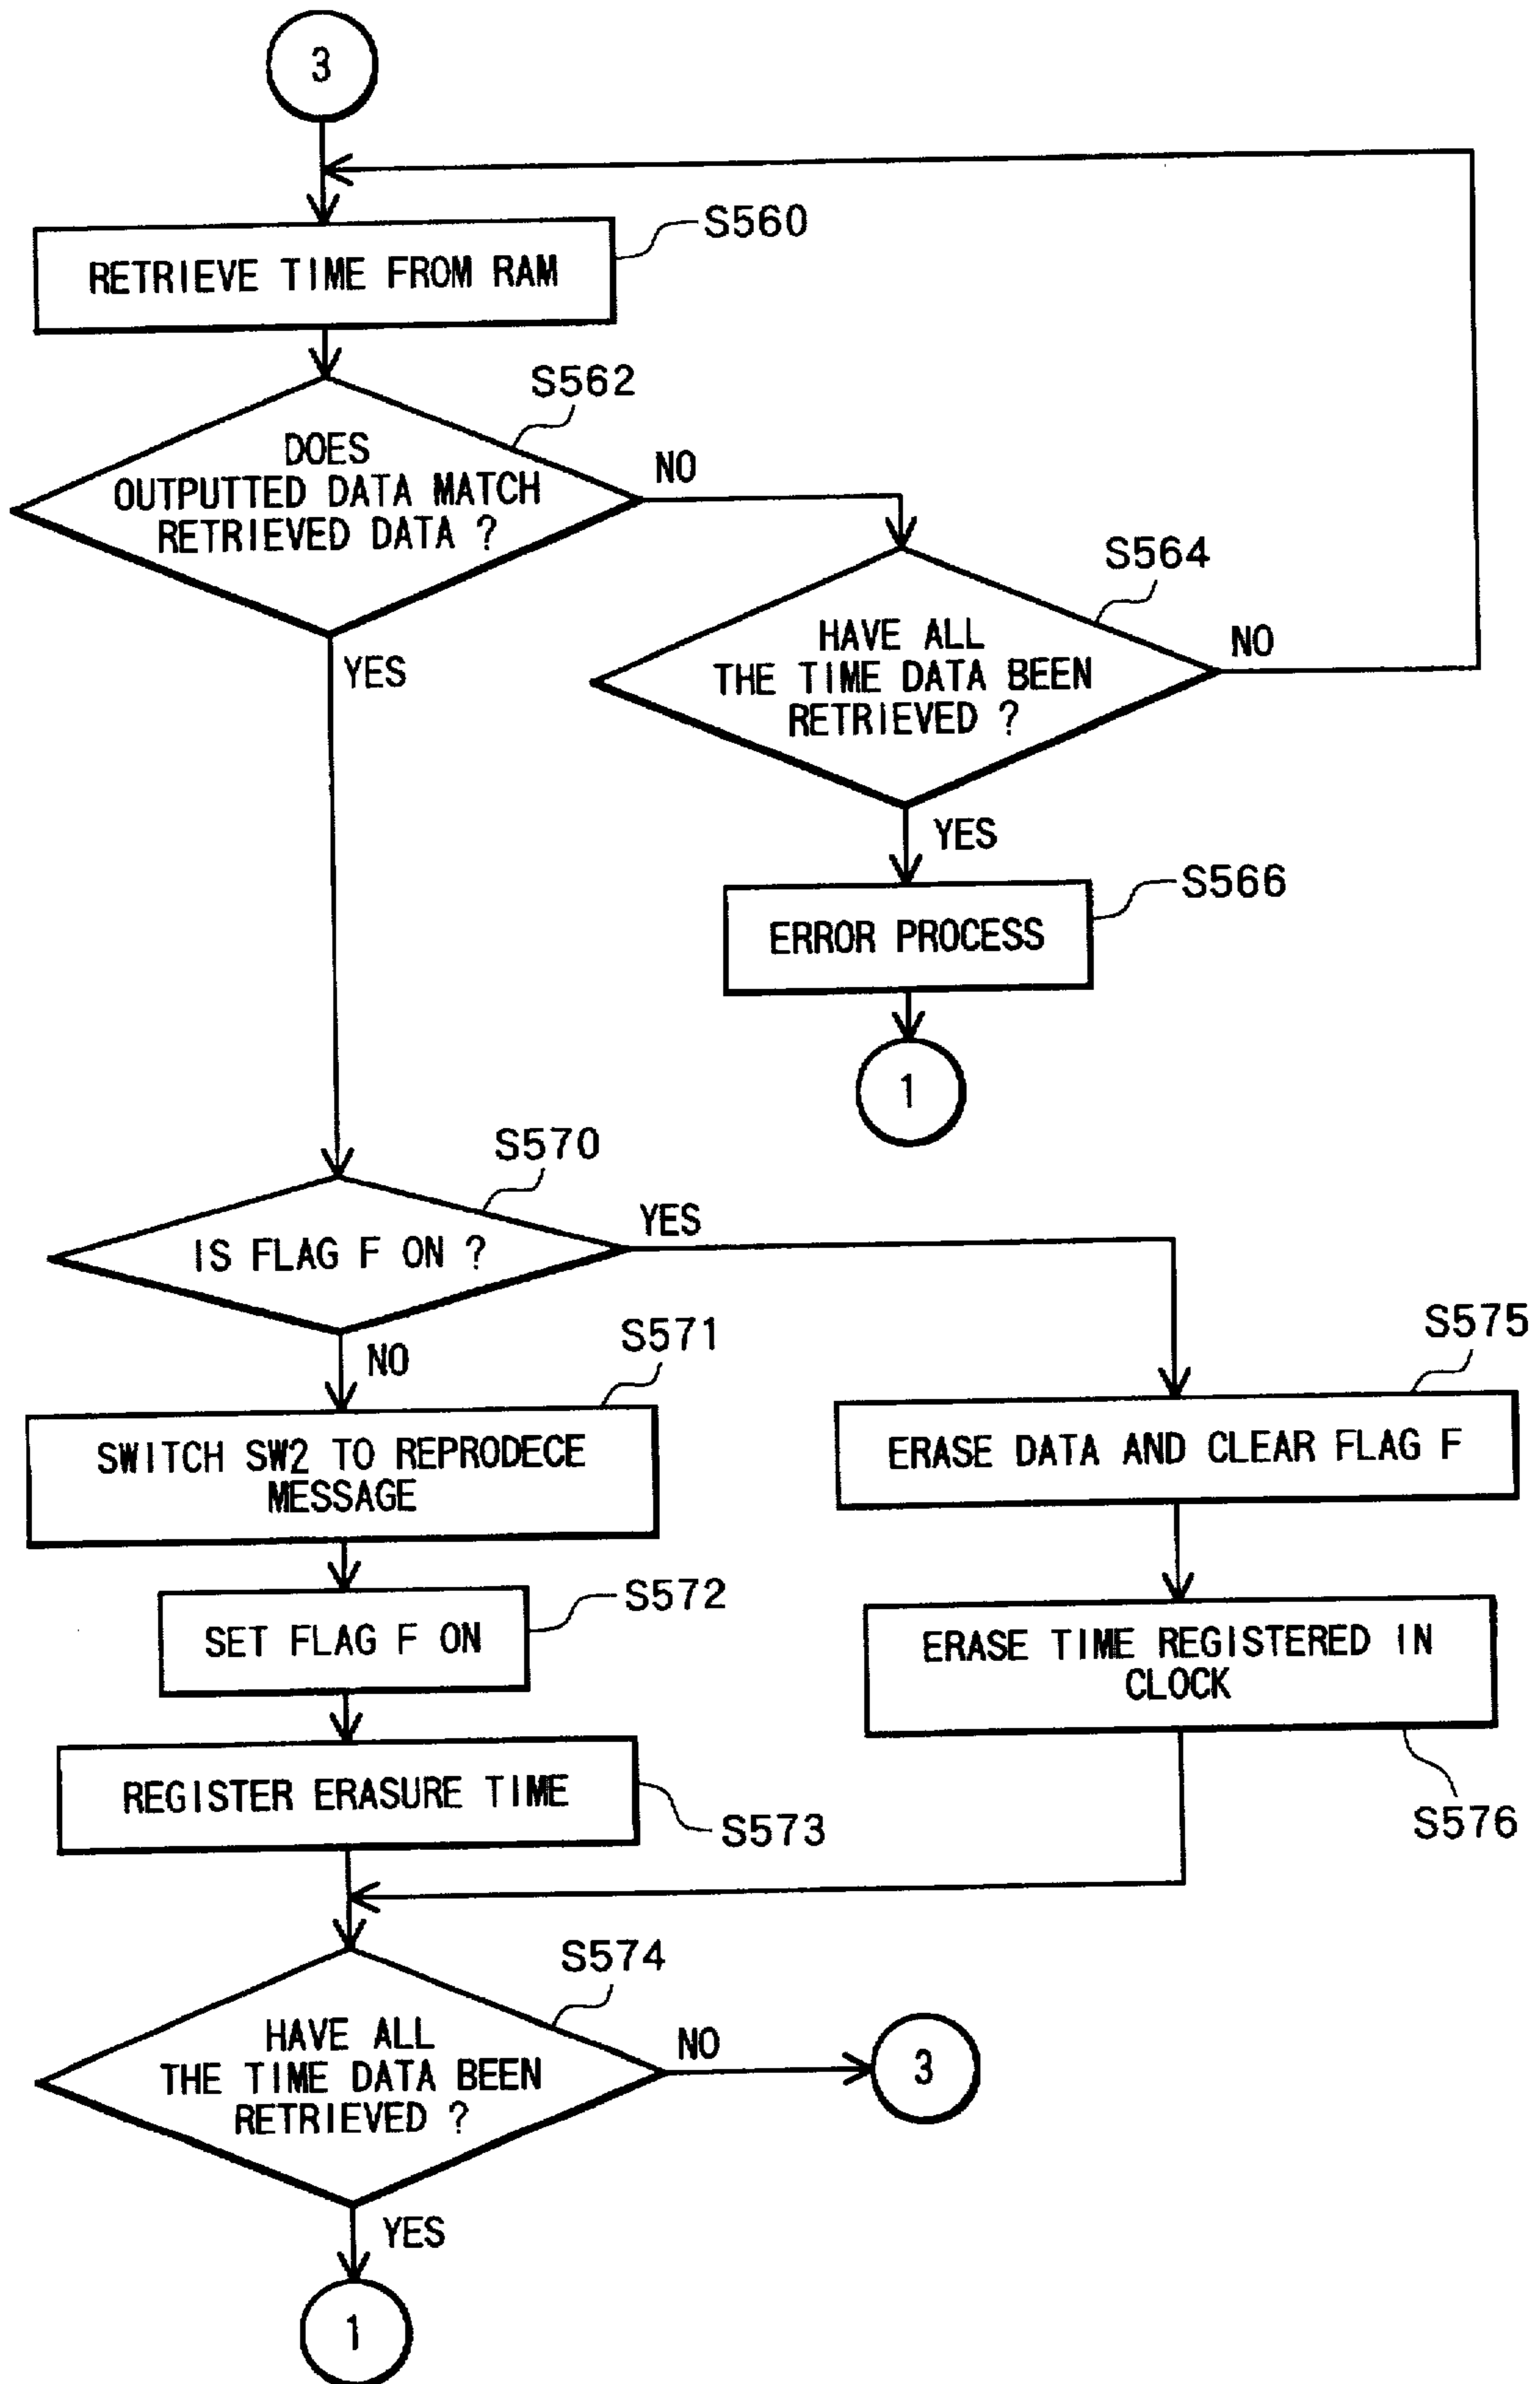 3
S560
RETRIEVE TIME FROM RAM
S562
DOES
OUTPUTTED DATA MATCH
RETRIEVED DATA ?
NO
YES
S564
HAVE ALL
THE TIME DATA BEEN
RETRIEVED ?
NO
YES
S566
ERROR PROCESS
1
S570
IS FLAG F ON ?
YES
NO
S571
SWITCH SW2 TO REPRODECE
MESSAGE
S575
ERASE DATA AND CLEAR FLAG F
S572
SET FLAG F ON
ERASE TIME REGISTERED IN
CLOCK
S576
REGISTER ERASURE TIME
S573
S574
HAVE ALL
THE TIME DATA BEEN
RETRIEVED ?
NO
3
YES
1